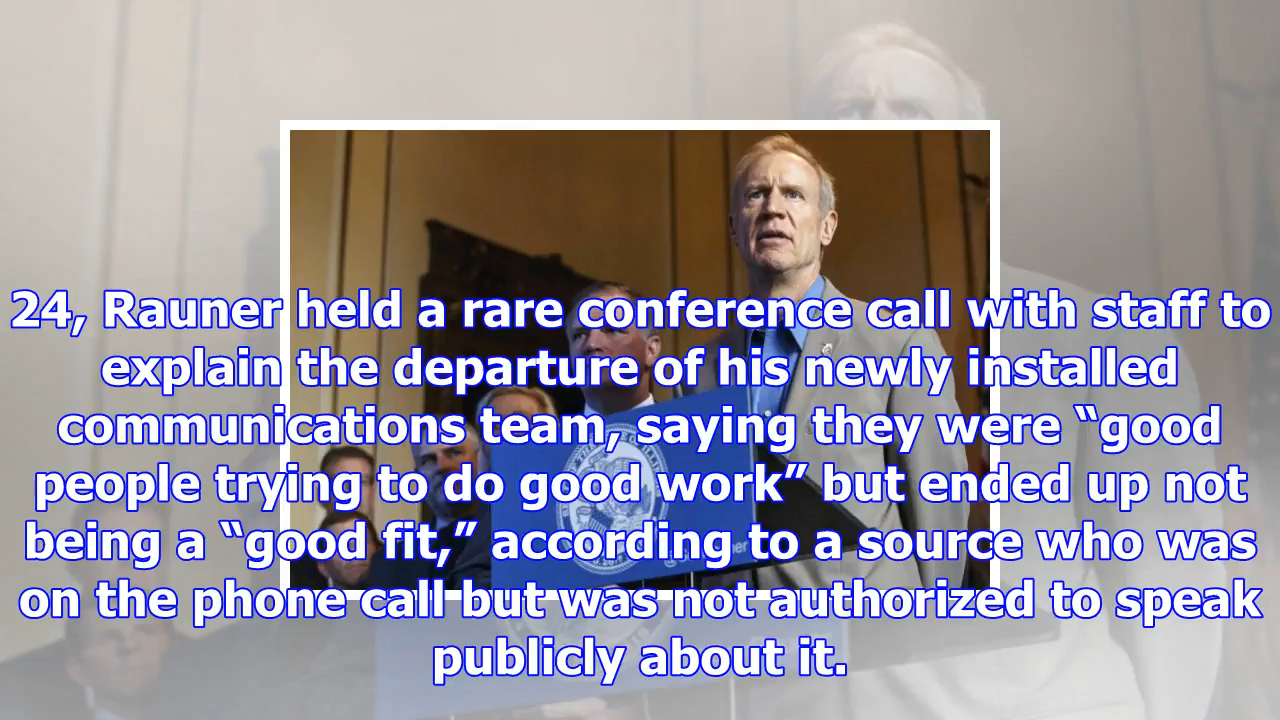 24, Rauner held a rare conference call with staff to
explain the departure of his newly installed
communications team, saying they were “good
people trying to do good work” but ended up not
being a “good fit,” according to a source who was
on the phone call but was not authorized to speak
publicly about it.